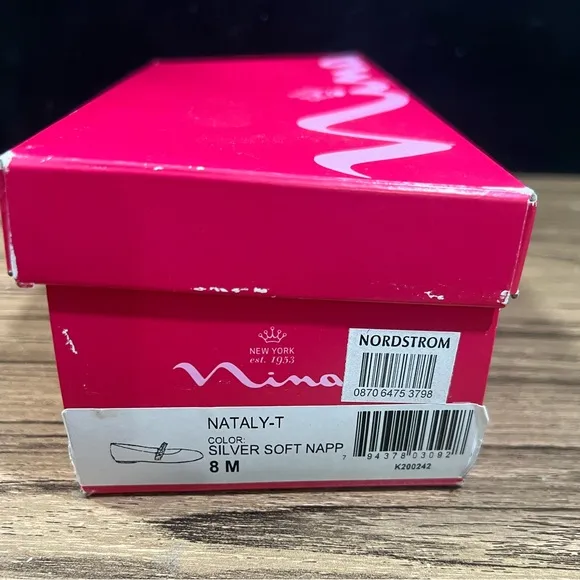 Nina
NEW YORK
est. 1953
Nina
NORDSTROM
0870 6475 3798
NATALY-T
COLOR:
SILVER SOFT NAPP
8 M
7 94378 03092
K200242